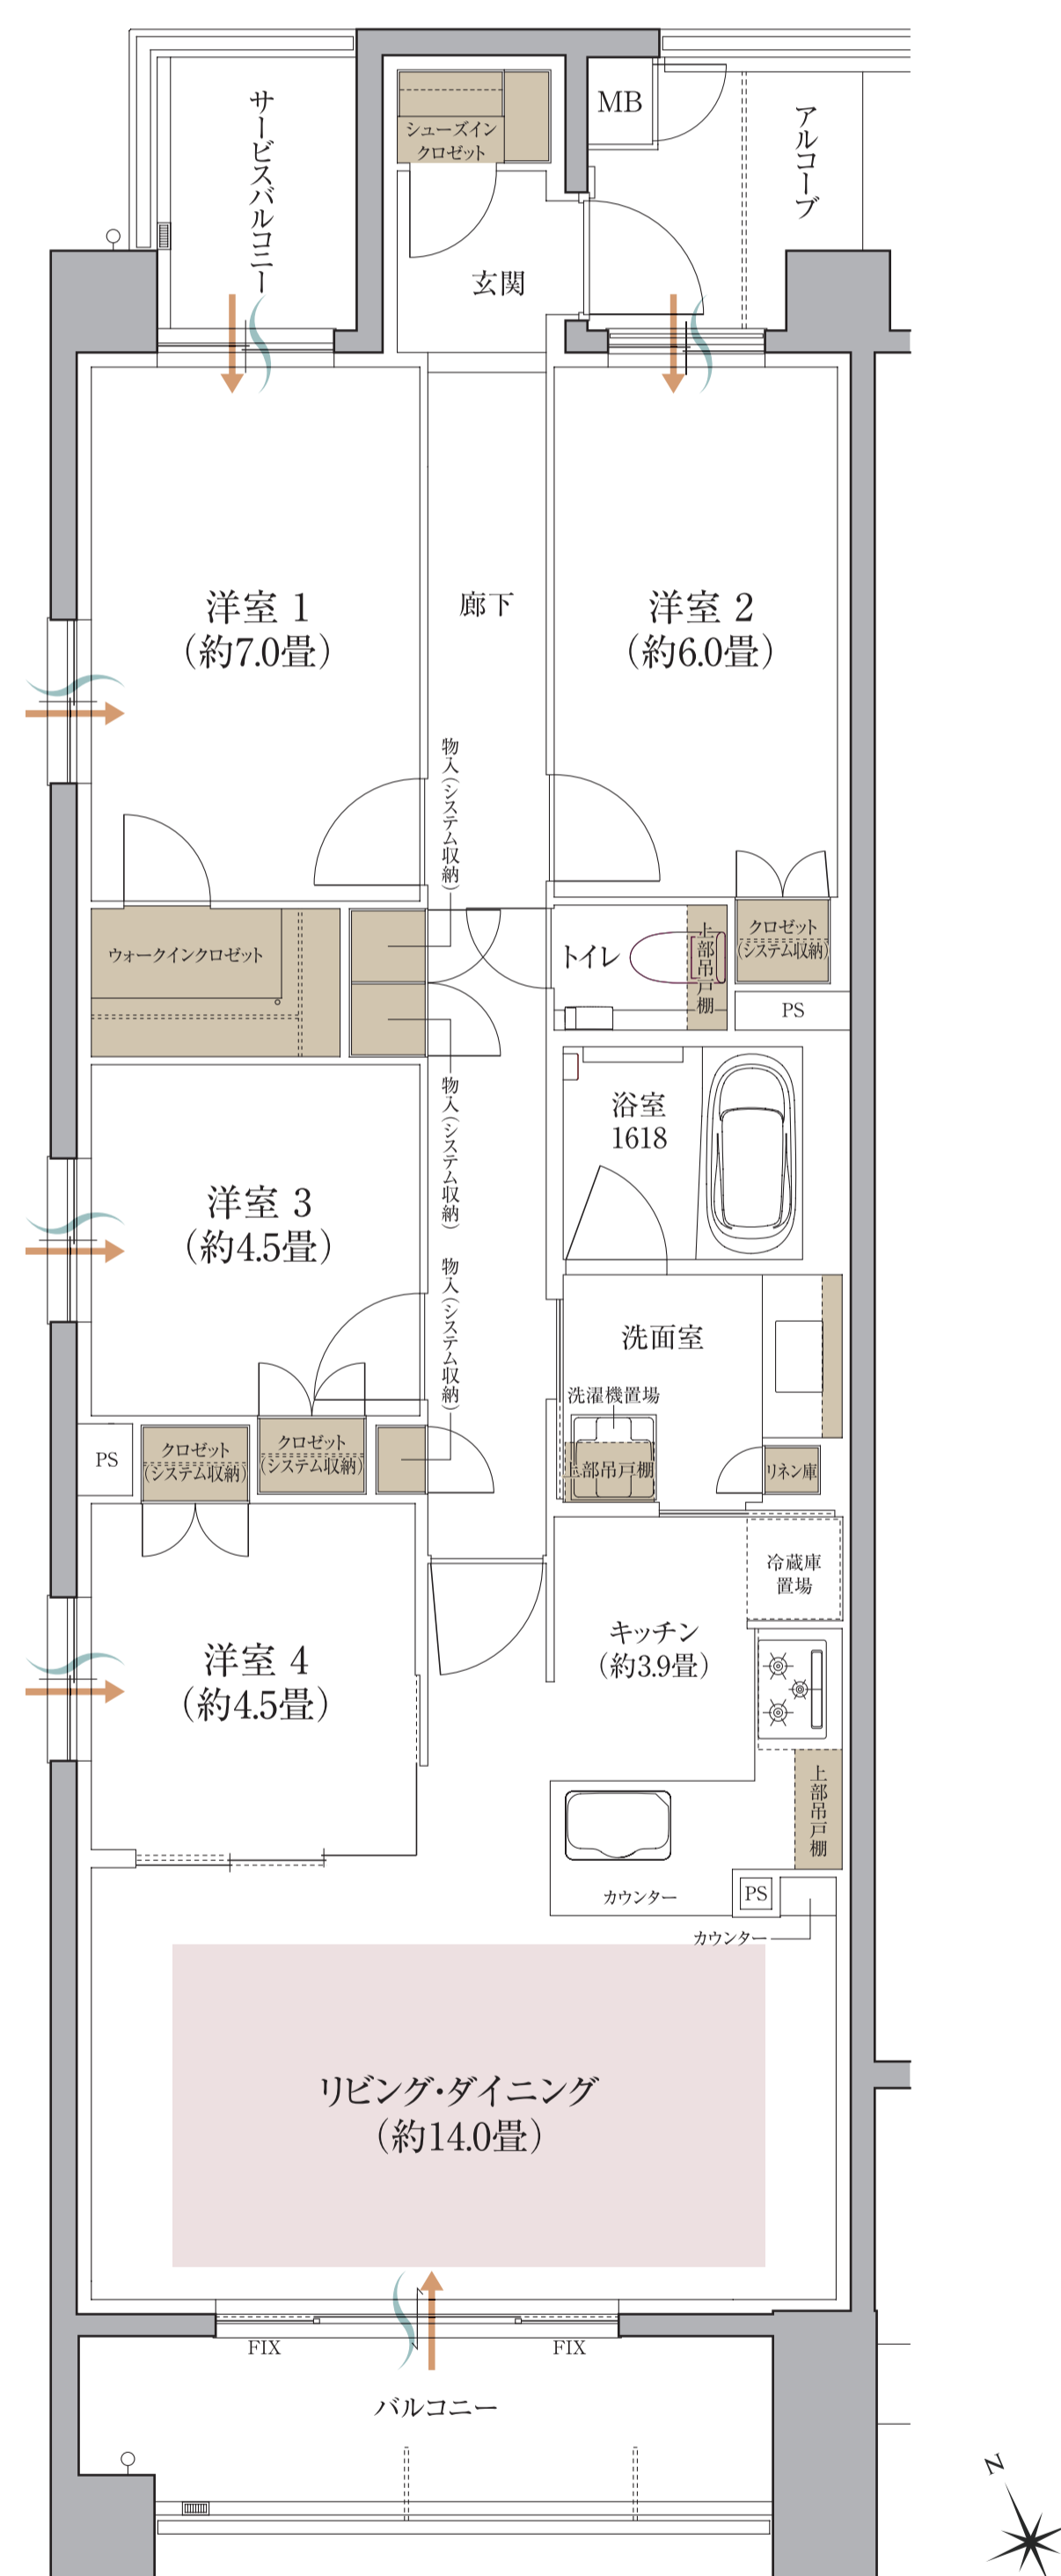 サービスバルコニー
シューズイン
クロゼット
MB
アルコーブ
玄関
洋室 1
(約7.0畳)
廊下
洋室 2
(約6.0畳)
物入(システム収納)
ウォークインクロゼット
トイレ
上部吊戸棚
クロゼット
(システム収納)
PS
物入(システム収納)
浴室
1618
洋室 3
(約4.5畳)
物入(システム収納)
洗面室
洗濯機置場
上部吊戸棚
リネン庫
PS
クロゼット
(システム収納)
クロゼット
(システム収納)
冷蔵庫
置場
キッチン
(約3.9畳)
洋室 4
(約4.5畳)
上部吊戸棚
カウンター
PS
カウンター
リビング・ダイニング
(約14.0畳)
FIX
FIX
バルコニー
N